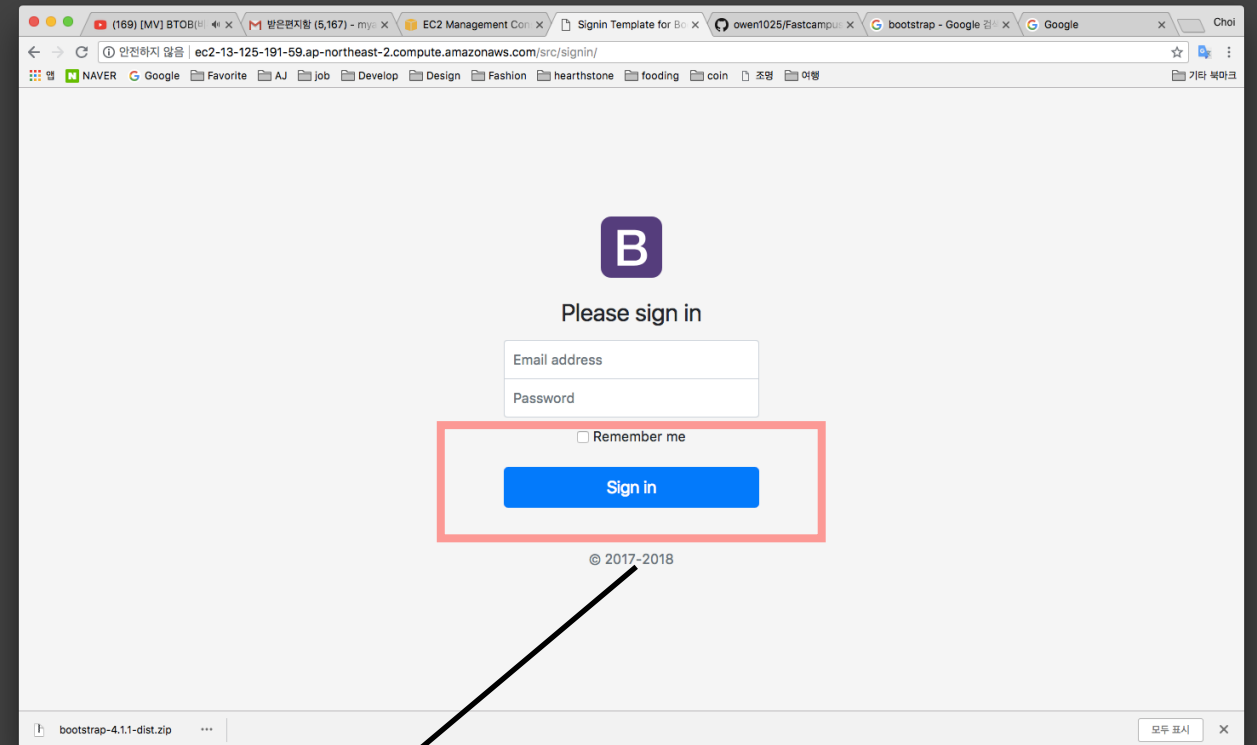 (169) [MV] BTOB(비
받은편지함 (5,167) - mya
EC2 Management Con
Signin Template for Bo
owen1025/Fastcampus
bootstrap - Google 검색
Google
Choi
안전하지 않음 | ec2-13-125-191-59.ap-northeast-2.compute.amazonaws.com/src/signin/
앱 NAVER Google Favorite AJ job Develop Design Fashion hearthstone fooding coin 조명 여행 기타 북마크
B
Please sign in
Email address
Password
Remember me
Sign in
© 2017-2018
bootstrap-4.1.1-dist.zip
모두 표시